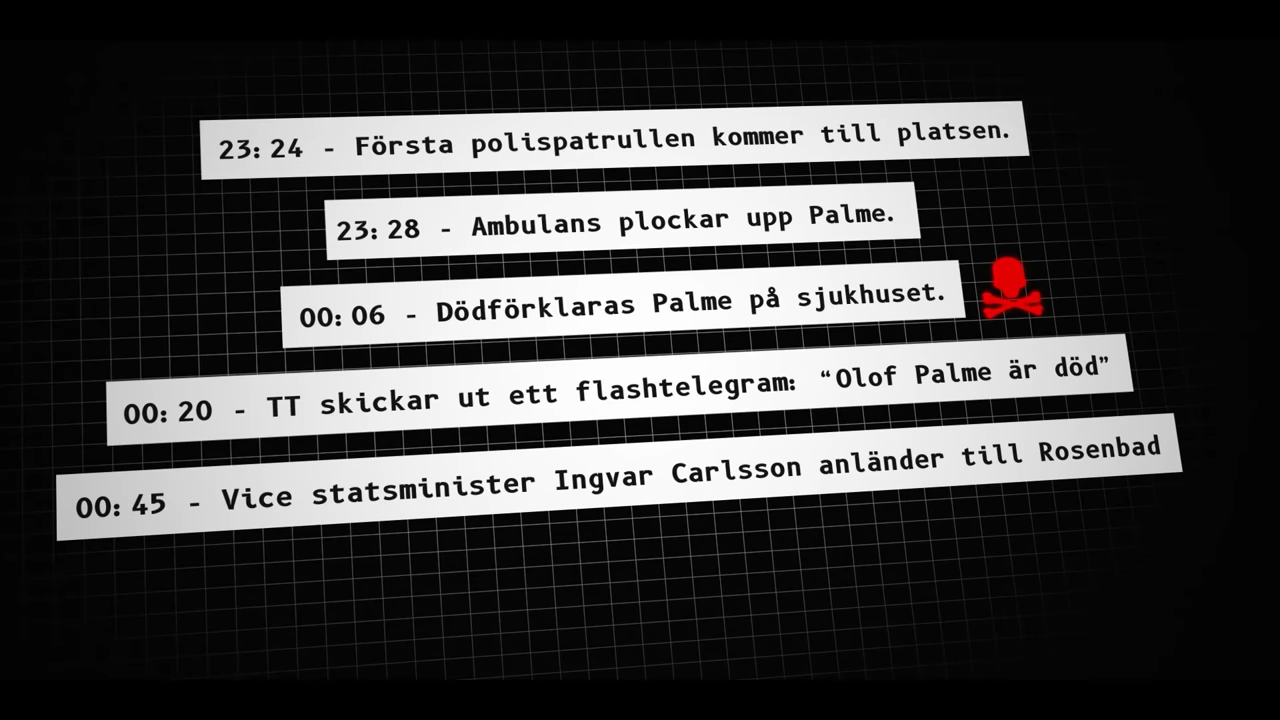 23:24 - Första polispatrullen kommer till platsen.
23:28 - Ambulans plockar upp Palme.
00:06 - Dödförklaras Palme på sjukhuset.
00:20 - TT skickar ut ett flashtelegram: “Olof Palme är död”
00:45 - Vice statsminister Ingvar Carlsson anländer till Rosenbad